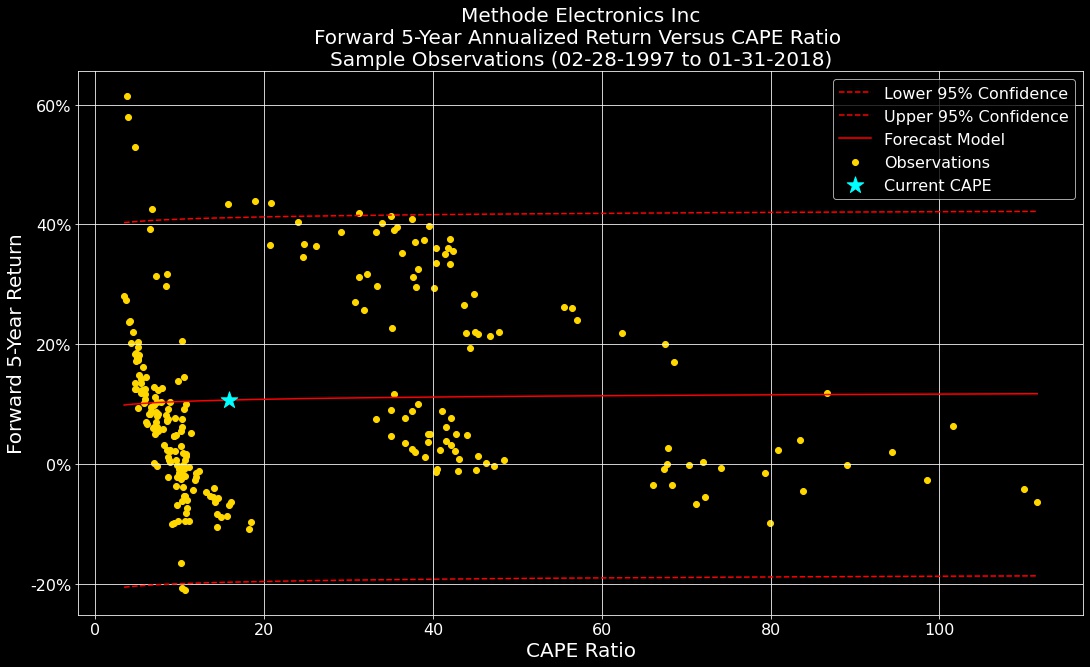 Methode Electronics Inc
Forward 5-Year Annualized Return Versus CAPE Ratio
Sample Observations (02-28-1997 to 01-31-2018)
Lower 95% Confidence
Upper 95% Confidence
Forecast Model
Observations
Current CAPE
Forward 5-Year Return
60%
40%
20%
0%
-20%
0 20 40 60 80 100
CAPE Ratio